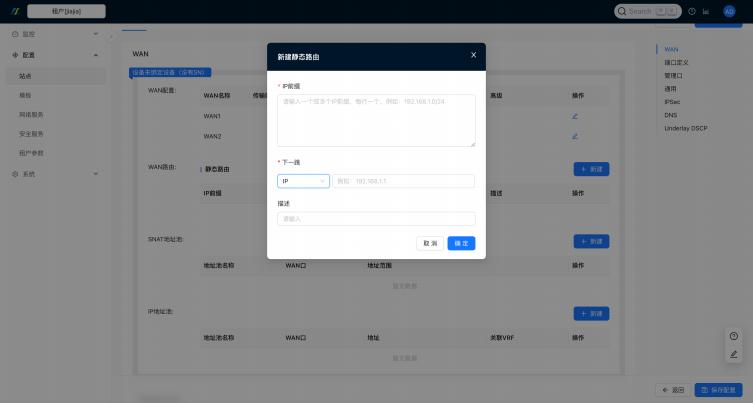 租户[jiajie]
Search
AD
监控
配置
站点
模板
网络服务
安全服务
租户参数
系统
WAN
设备未绑定设备（没有SN）
WAN配置:
WAN名称
高级
操作
WAN1
WAN2
WAN路由:
静态路由
+ 新建
IP前缀
描述
操作
SNAT地址池:
+ 新建
地址池名称
WAN口
地址范围
操作
暂无数据
IP地址池:
+ 新建
地址池名称
WAN口
地址
关联VRF
操作
暂无数据
新建静态路由
* IP前缀
请输入一个或多个IP前缀，每行一个，例如：192.168.1.0/24
* 下一跳
IP
例如：192.168.1.1
描述
请输入
取 消
确 定
WAN
接口定义
管理口
通用
IPSec
DNS
Underlay DSCP
返回
保存配置